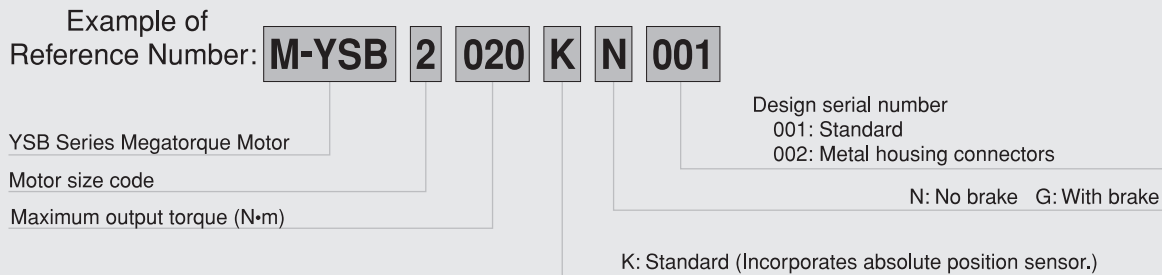 Example of
Reference Number: M-YSB 2 020 K N 001
Design serial number
001: Standard
YSB Series Megatorque Motor
002: Metal housing connectors
Motor size code
N: No brake G: With brake
Maximum output torque (N•m)
K: Standard (Incorporates absolute position sensor.)